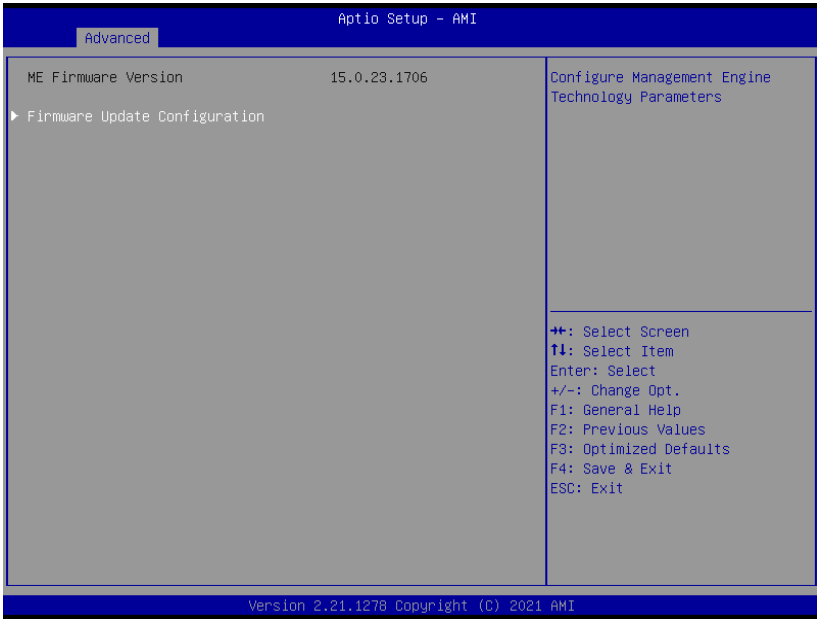 Aptio Setup – AMI
Advanced
ME Firmware Version 15.0.23.1706
▶ Firmware Update Configuration
Configure Management Engine
Technology Parameters
→←: Select Screen
↑↓: Select Item
Enter: Select
+/-: Change Opt.
F1: General Help
F2: Previous Values
F3: Optimized Defaults
F4: Save & Exit
ESC: Exit
Version 2.21.1278 Copyright (C) 2021 AMI